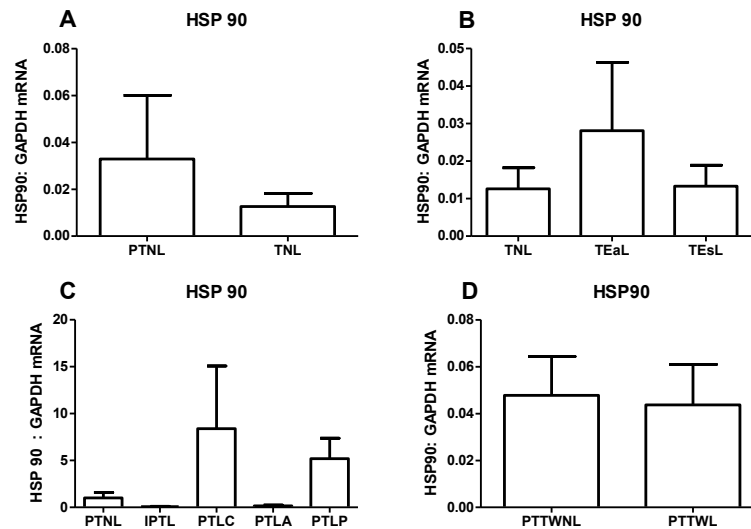 A
HSP 90
HSP90: GAPDH mRNA
0.08
0.06
0.04
0.02
0.00
PTNL TNL
B
HSP 90
HSP90: GAPDH mRNA
0.05
0.04
0.03
0.02
0.01
0.00
TNL TEaL TEsL
C
HSP 90
HSP 90 : GAPDH mRNA
20
15
10
5
0
PTNL IPTL PTLC PTLA PTLP
D
HSP90
HSP90: GAPDH mRNA
0.08
0.06
0.04
0.02
0.00
PTTWNL PTTWL